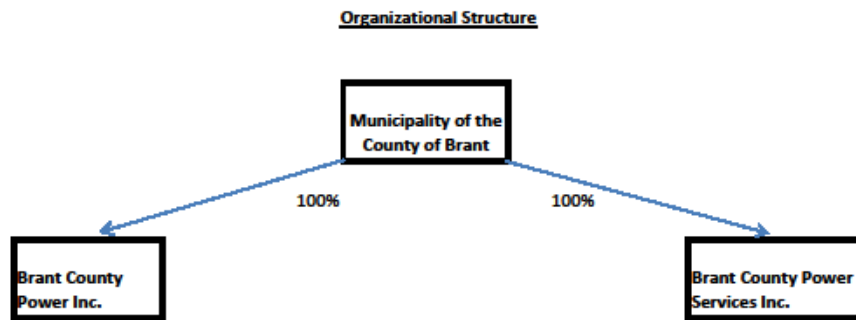 Organizational Structure
Municipality of the
County of Brant
100%
100%
Brant County
Power Inc.
Brant County Power
Services Inc.